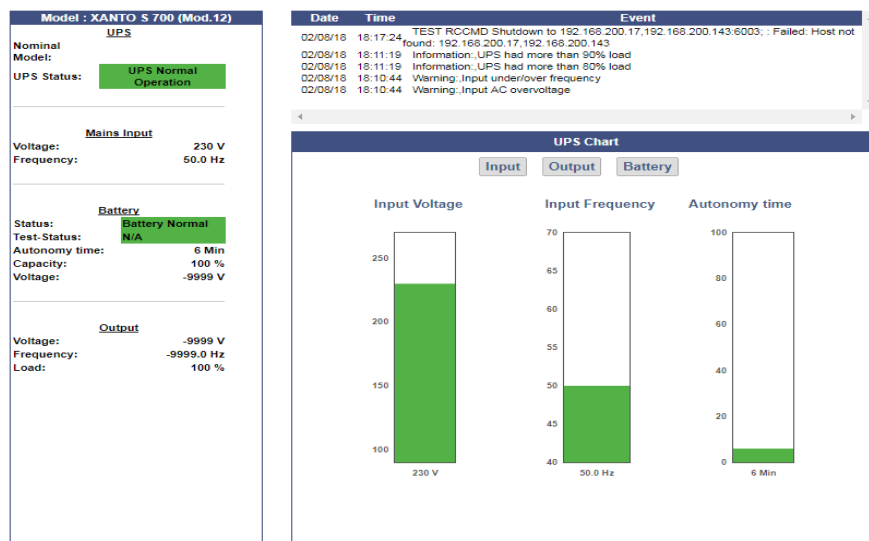 Model : XANTO S 700 (Mod.12)
UPS
Nominal
Model:
UPS Status: UPS Normal
Operation
Mains Input
Voltage: 230 V
Frequency: 50.0 Hz
Battery
Status: Battery Normal
Test-Status: N/A
Autonomy time: 6 Min
Capacity: 100 %
Voltage: -9999 V
Output
Voltage: -9999 V
Frequency: -9999.0 Hz
Load: 100 %
Date Time Event
02/08/18 18:17:24, TEST RCCMD Shutdown to 192.168.200.17,192.168.200.143:6003; : Failed: Host not
found: 192.168.200.17,192.168.200.143
02/08/18 18:11:19 Information:,UPS had more than 90% load
02/08/18 18:11:19 Information:,UPS had more than 80% load
02/08/18 18:10:44 Warning:,Input under/over frequency
02/08/18 18:10:44 Warning:,Input AC overvoltage
UPS Chart
Input Output Battery
Input Voltage Input Frequency Autonomy time
250
200
150
100
230 V
70
65
60
55
50
45
40
50.0 Hz
100
80
60
40
20
0
6 Min